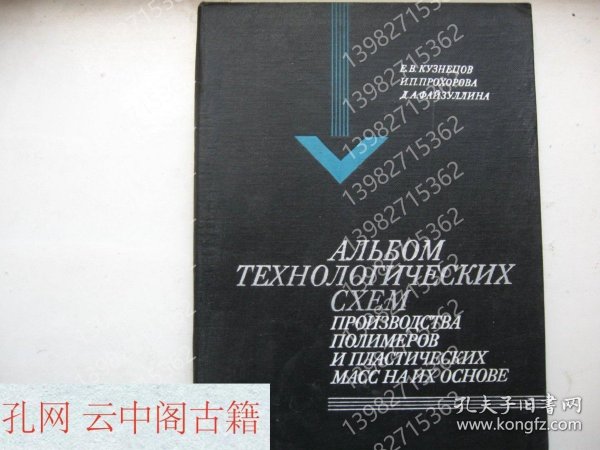 Е.В.КУЗНЕЦОВ
И.П.ПРОХОРОВА
Д.А.ФАЙЗУЛЛИНА
АЛЬБОМ
ТЕХНОЛОГИЧЕСКИХ
СХЕМ
ПРОИЗВОДСТВА
ПОЛИМЕРОВ
И ПЛАСТИЧЕСКИХ
МАСС НА ИХ ОСНОВЕ
13982715362
13982715362
13982715362
13982715362
13982715362
13982715362
13982715362
13982715362
孔网 云中阁古籍
孔夫子旧书网
www.kongfz.com